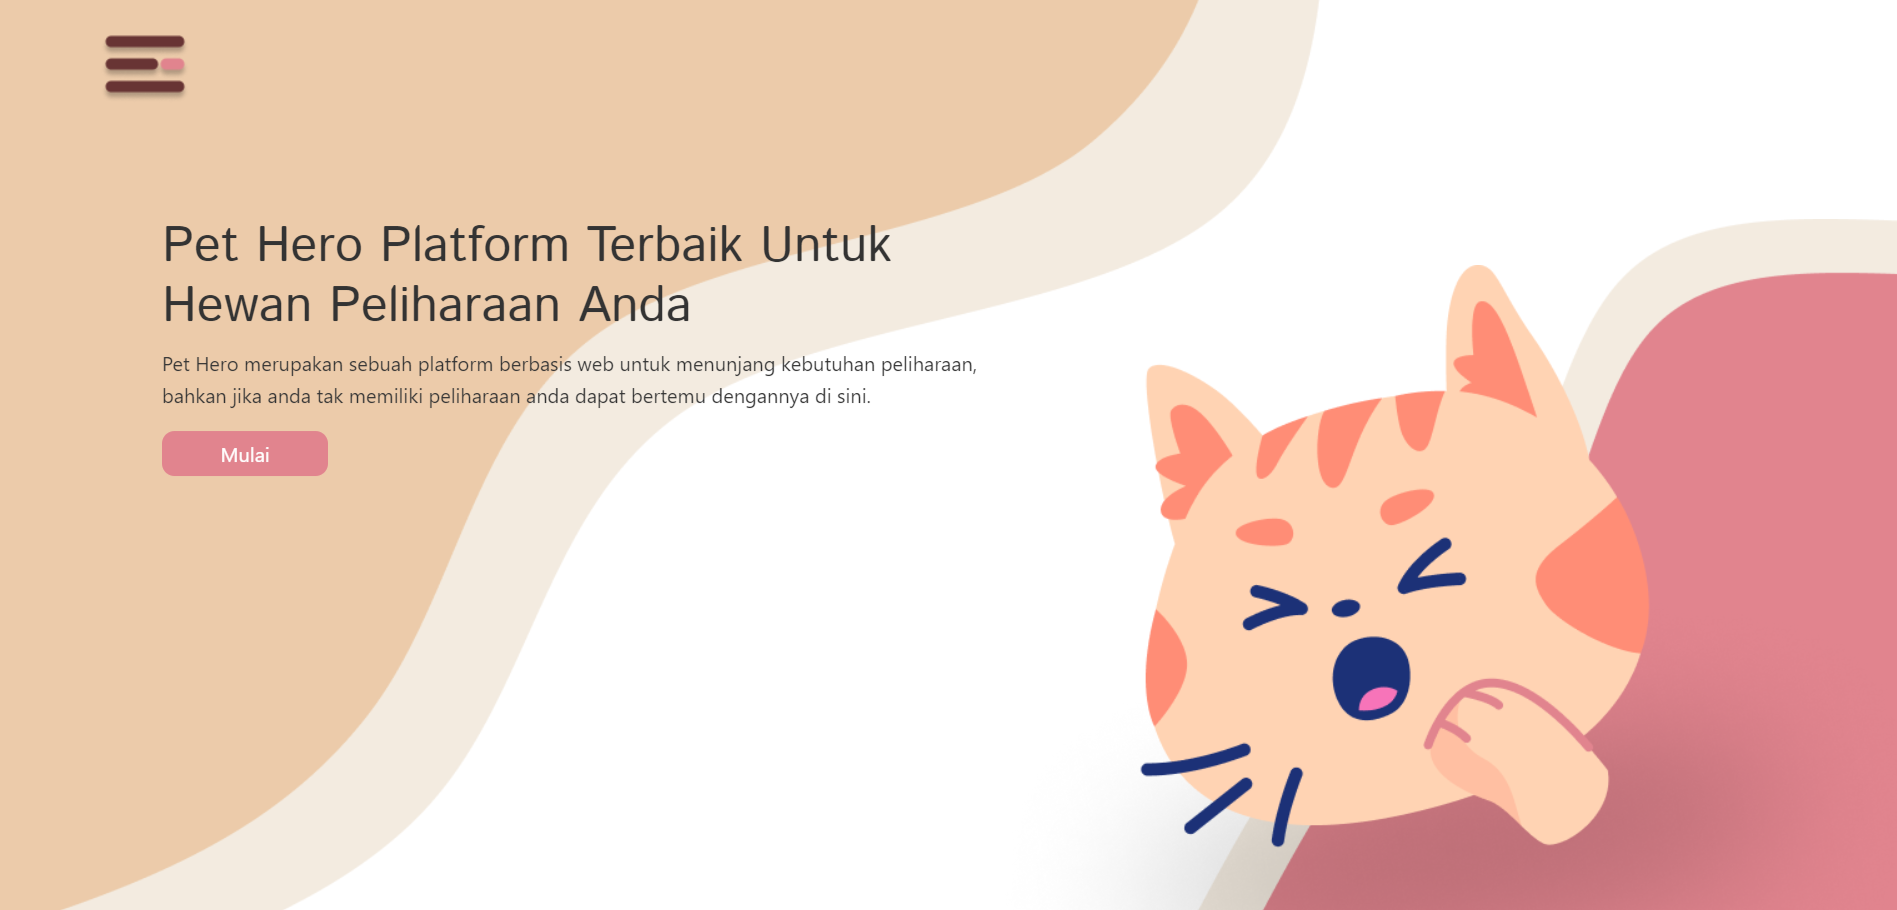 Pet Hero Platform Terbaik Untuk
Hewan Peliharaan Anda
Pet Hero merupakan sebuah platform berbasis web untuk menunjang kebutuhan peliharaan,
bahkan jika anda tak memiliki peliharaan anda dapat bertemu dengannya di sini.
Mulai